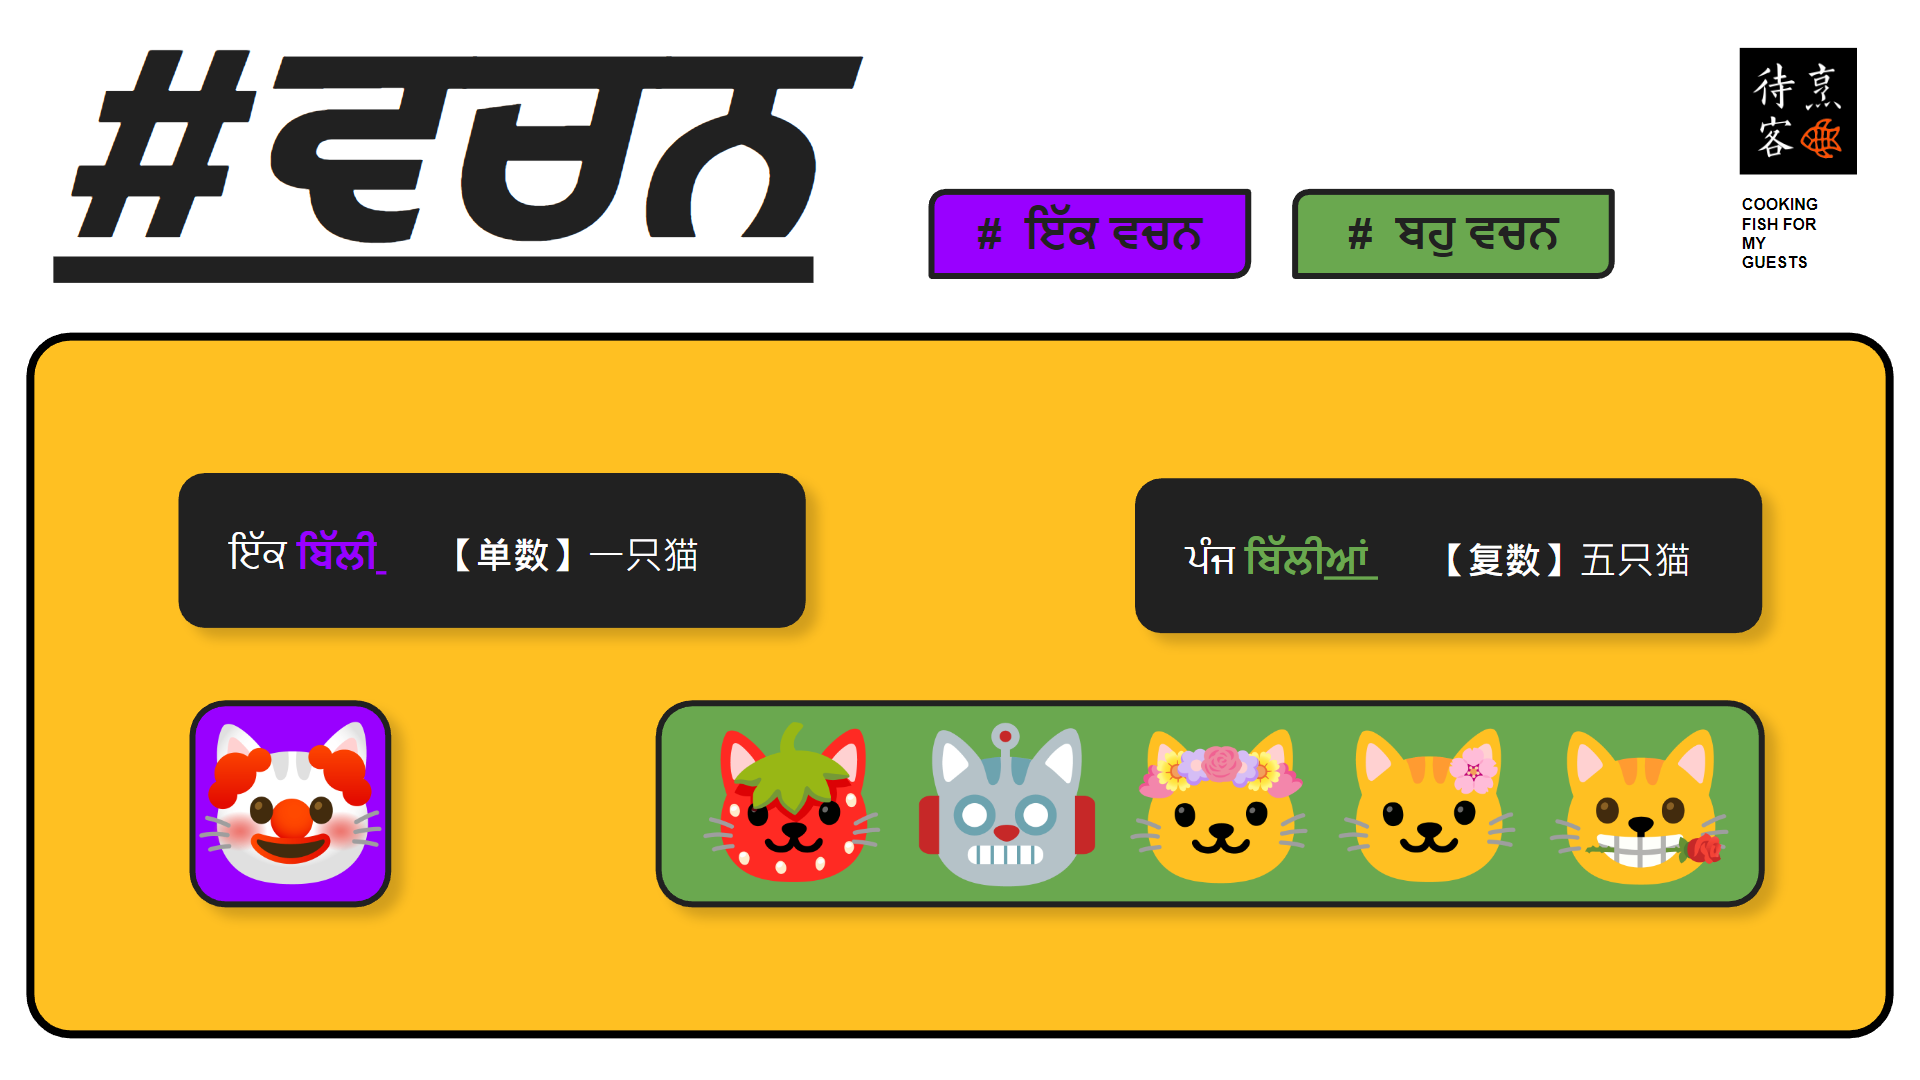 #ਵਚਨ
# ਇੱਕ ਵਚਨ
# ਬਹੁ ਵਚਨ
待烹
客
COOKING
FISH FOR
MY
GUESTS
ਇੱਕ ਬਿੱਲੀ_ 【单数】一只猫
ਪੰਜ ਬਿੱਲੀਆਂ 【复数】五只猫